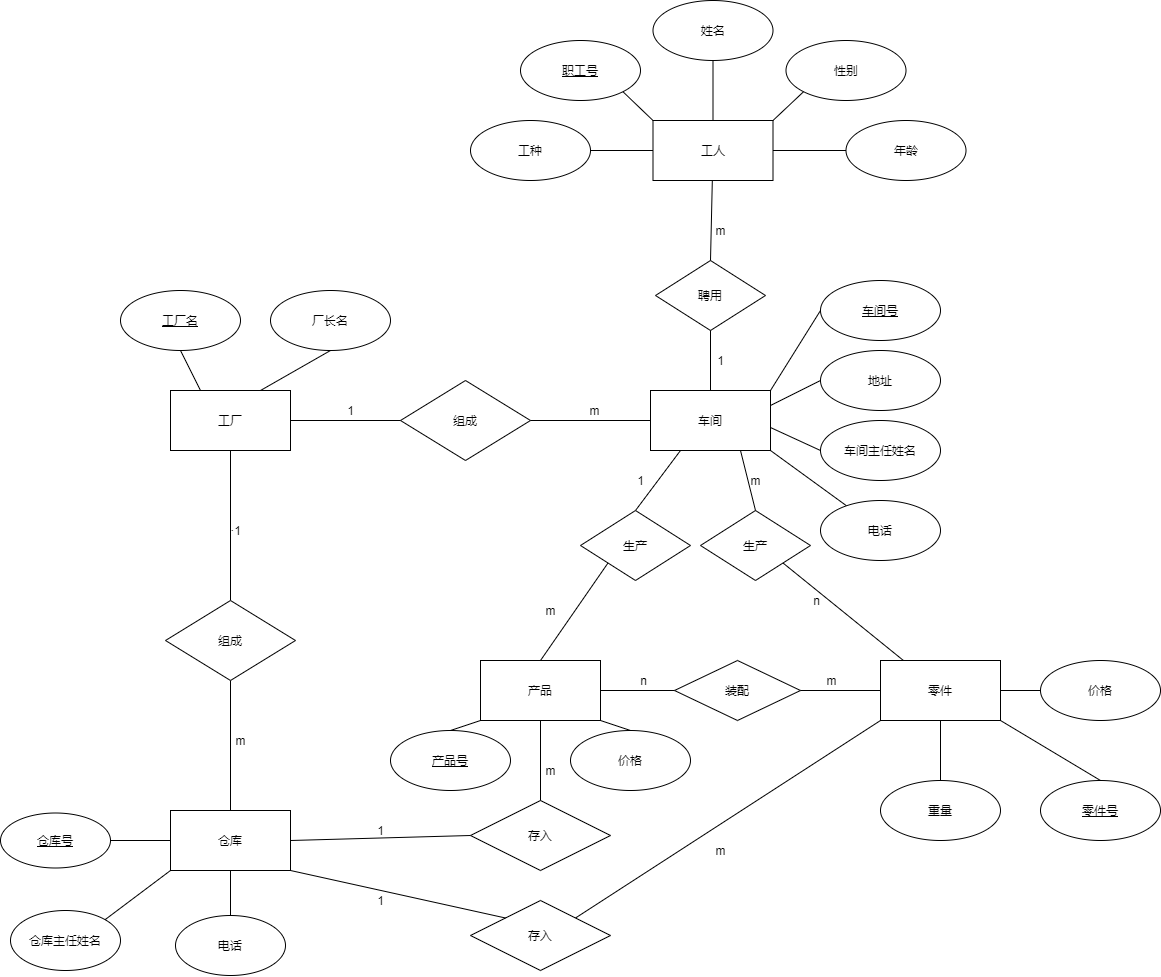 姓名
职工号
性别
工种
工人
年龄
m
聘用
车间号
工厂名
厂长名
1
地址
工厂
1
组成
m
车间
车间主任姓名
1
m
电话
1
生产
生产
m
n
组成
产品
n
装配
m
零件
价格
m
产品号
价格
m
仓库号
仓库
1
存入
重量
零件号
m
1
仓库主任姓名
电话
存入